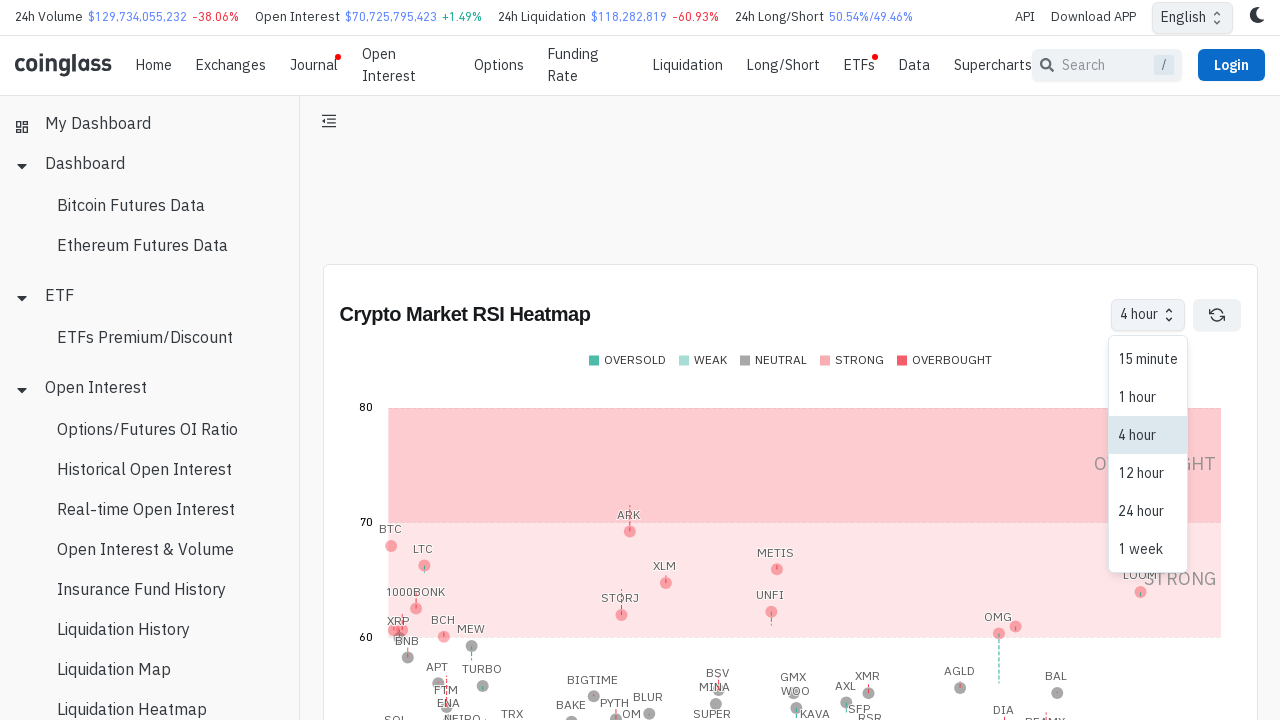 24h Volume $129,734,055,232 -38.06% Open Interest $70,725,795,423 +1.49% 24h Liquidation $118,282,819 -60.93% 24h Long/Short 50.54%/49.46% API Download APP English
coinglass Home Exchanges Journal Open Interest Options Funding Rate Liquidation Long/Short ETFs Data Supercharts Search / Login
My Dashboard
Dashboard
Bitcoin Futures Data
Ethereum Futures Data
ETF
ETFs Premium/Discount
Open Interest
Options/Futures OI Ratio
Historical Open Interest
Real-time Open Interest
Open Interest & Volume
Insurance Fund History
Liquidation History
Liquidation Map
Liquidation Heatmap
Crypto Market RSI Heatmap
4 hour
15 minute
1 hour
4 hour
12 hour
24 hour
1 week
OVERSOLD WEAK NEUTRAL STRONG OVERBOUGHT
80
70
60
STRONG
ARK
BTC
LTC
METIS
XLM
LOOM
1000BONK
UNFI
STORJ
OMG
XRP
BCH
MEW
BNB
APT
TURBO
BSV
GMX
XMR
AGLD
BAL
BIGTIME
MINA
WOO
AXL
FTM
BLUR
ENA
BAKE
PYTH
SFP
DIA
TRX
OM
SUPER
KAVA